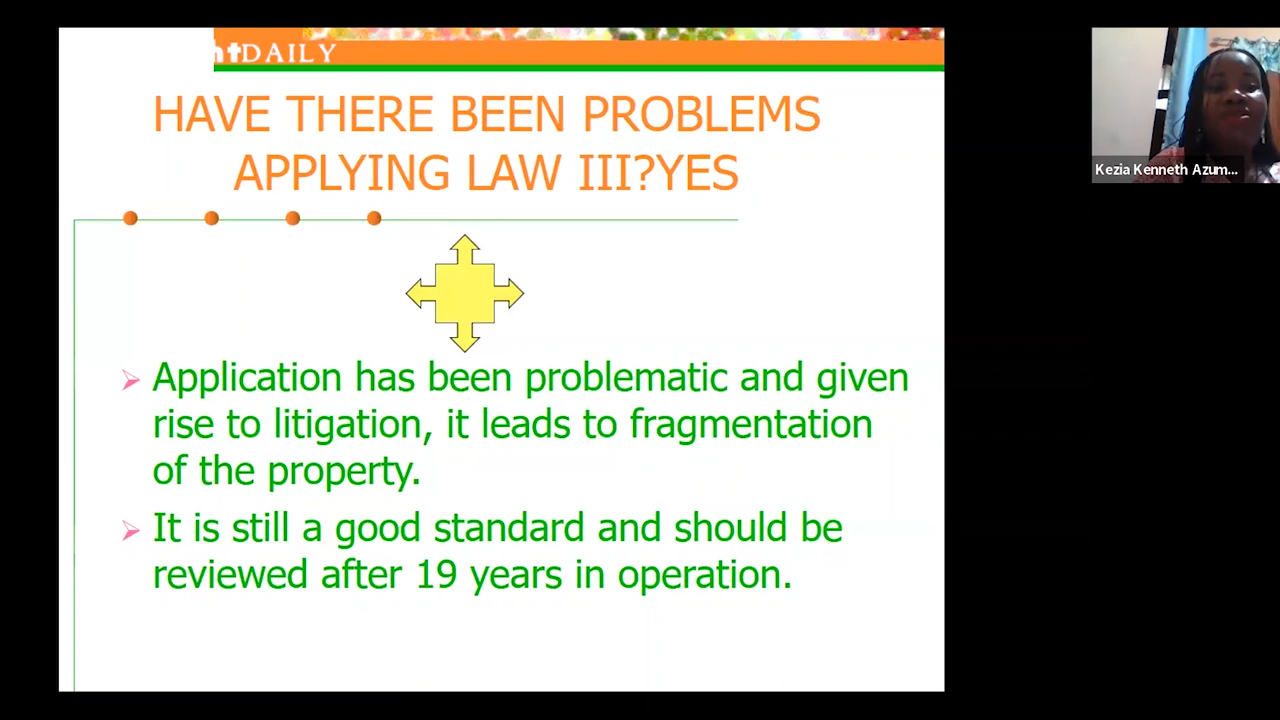 DAILY
HAVE THERE BEEN PROBLEMS
APPLYING LAW III?YES
Application has been problematic and given
rise to litigation, it leads to fragmentation
of the property.
It is still a good standard and should be
reviewed after 19 years in operation.
Kezia Kenneth Azum...